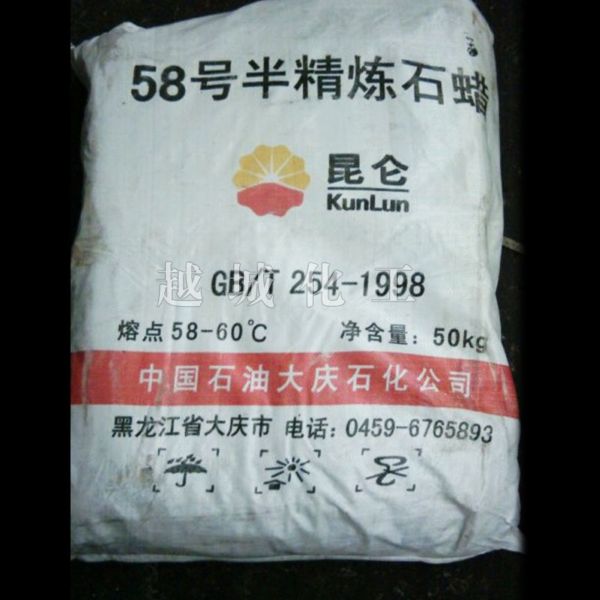 58号半精炼石蜡
昆仑
KunLun
GB/T 254-1998
越城化工
熔点 58-60℃ 净含量：50kg
中国石油大庆石化公司
黑龙江省大庆市 电话：0459-6765893